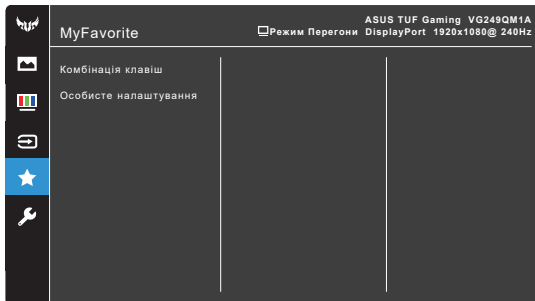 ASUS TUF Gaming VG249QM1A
MyFavorite
Режим Перегони DisplayPort 1920x1080@ 240Hz
Комбінація клавіш
Особисте налаштування